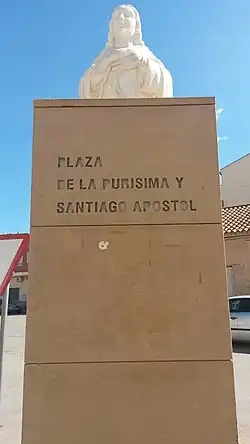 PLAZA
DE LA PURISIMA Y
SANTIAGO APOSTOL